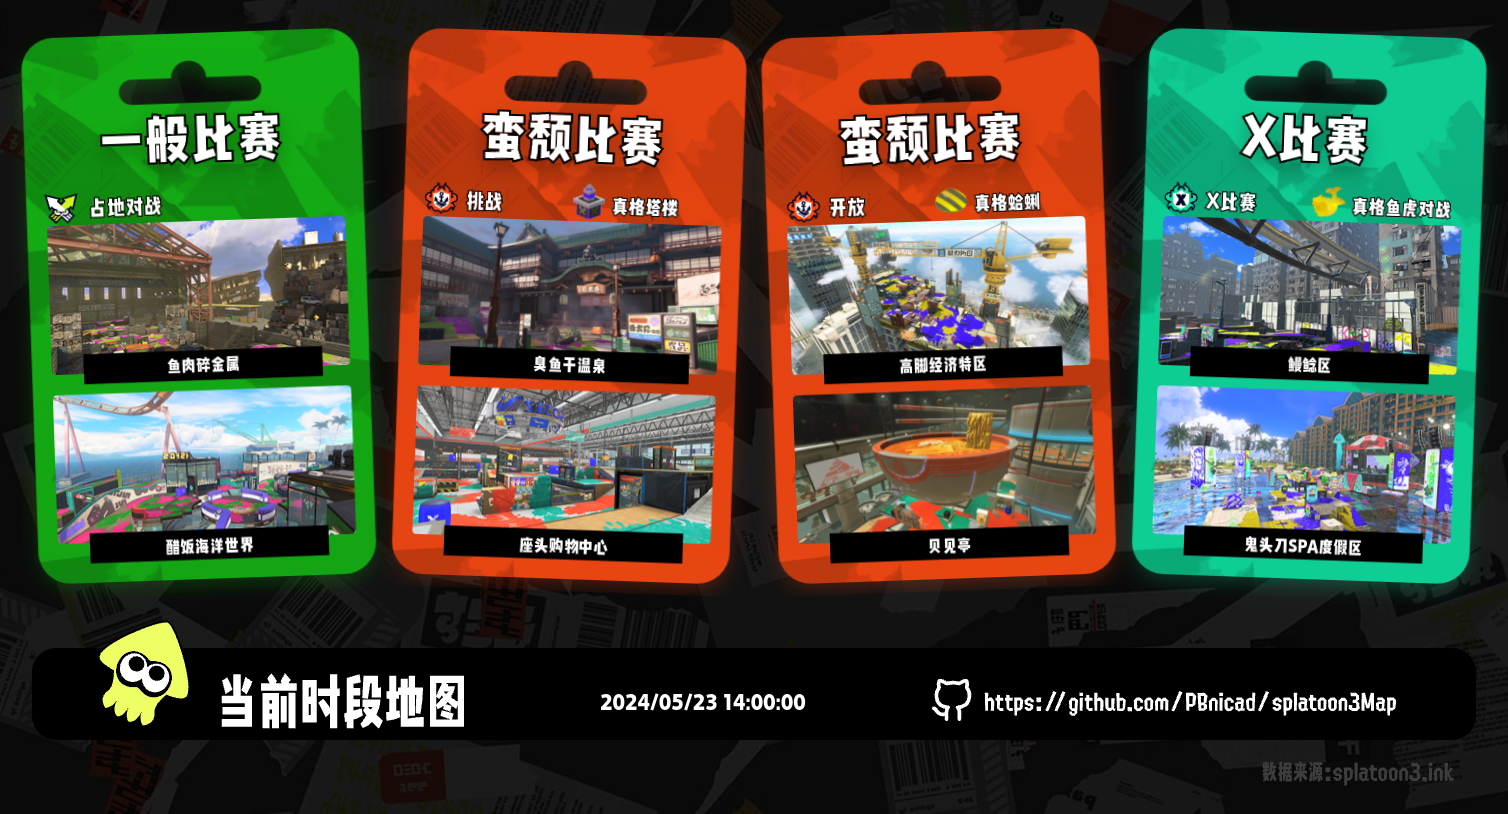 一般比赛
占地对战
鱼肉碎金属
醋饭海洋世界
蛮颓比赛
挑战
真格塔楼
臭鱼干温泉
座头购物中心
蛮颓比赛
开放
真格蛤蜊
高脚经济特区
贝贝亭
X比赛
X比赛
真格鱼虎对战
鳗鲶区
鬼头刀SPA度假区
当前时段地图
2024/05/23 14:00:00
https://github.com/PBnicad/splatoon3Map
数据来源:splatoon3.ink